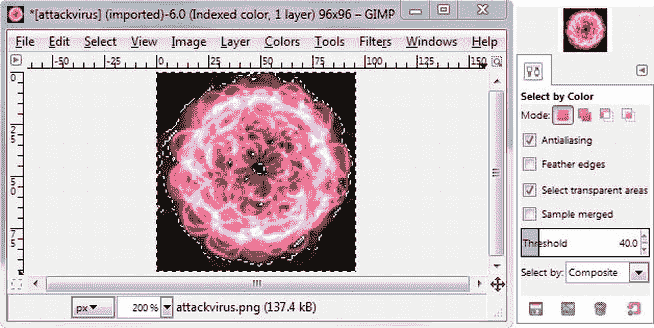 *[attackvirus] (imported)-6.0 (Indexed color, 1 layer) 96x96 – GIMP
File Edit Select View Image Layer Colors Tools Filters Windows Help
-50 -25 0 25 50 75 100 125 150
0
25
50
75
px 200 % attackvirus.png (137.4 kB)
Select by Color
Mode:
Antialiasing
Feather edges
Select transparent areas
Sample merged
Threshold 40.0
Select by: Composite